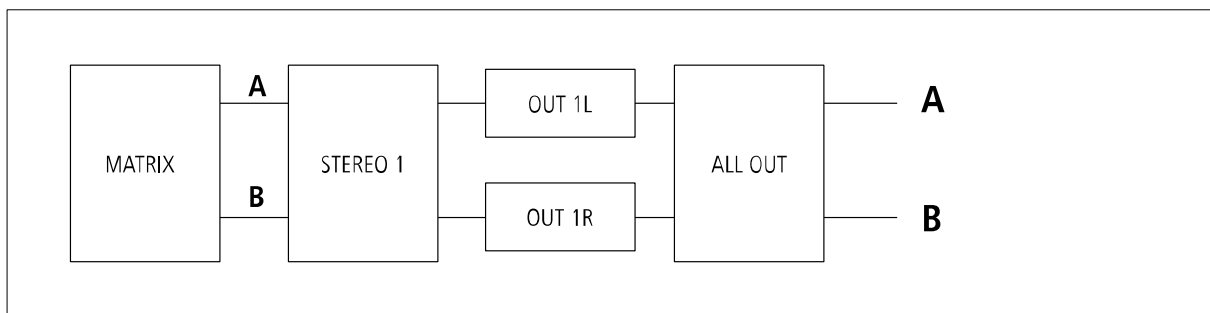 A
OUT 1L
A
MATRIX
STEREO 1
ALL OUT
B
OUT 1R
B